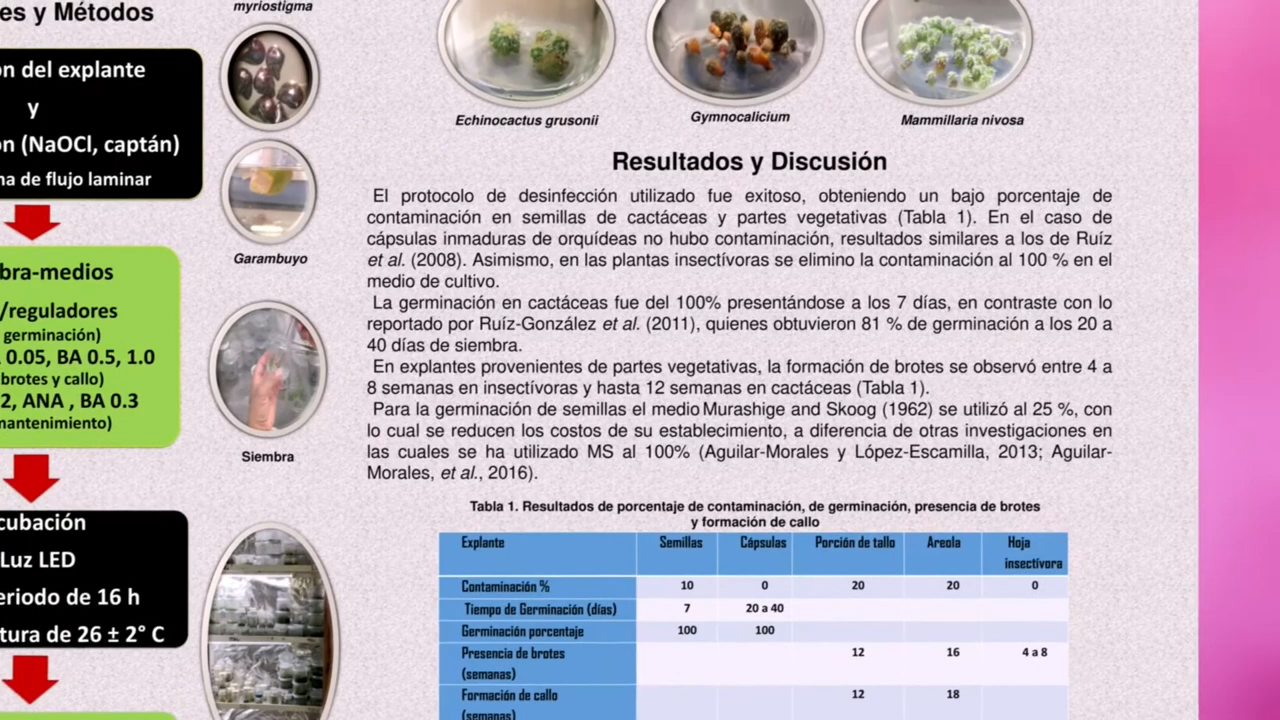 es y Métodos
ón del explante
y
ón (NaOCl, captán)
na de flujo laminar
bra-medios
/reguladores
germinación)
0.05, BA 0.5, 1.0
brotes y callo)
2, ANA , BA 0.3
mantenimiento)
cubación
Luz LED
eriodo de 16 h
tura de 26 ± 2° C
myriostigma
Garambuyo
Siembra
Echinocactus grusonii
Gymnocalicium
Mammillaria nivosa
Resultados y Discusión
El protocolo de desinfección utilizado fue exitoso, obteniendo un bajo porcentaje de
contaminación en semillas de cactáceas y partes vegetativas (Tabla 1). En el caso de
cápsulas inmaduras de orquídeas no hubo contaminación, resultados similares a los de Ruíz
et al. (2008). Asimismo, en las plantas insectívoras se elimino la contaminación al 100 % en el
medio de cultivo.
La germinación en cactáceas fue del 100% presentándose a los 7 días, en contraste con lo
reportado por Ruíz-González et al. (2011), quienes obtuvieron 81 % de germinación a los 20 a
40 días de siembra.
En explantes provenientes de partes vegetativas, la formación de brotes se observó entre 4 a
8 semanas en insectívoras y hasta 12 semanas en cactáceas (Tabla 1).
Para la germinación de semillas el medio Murashige and Skoog (1962) se utilizó al 25 %, con
lo cual se reducen los costos de su establecimiento, a diferencia de otras investigaciones en
las cuales se ha utilizado MS al 100% (Aguilar-Morales y López-Escamilla, 2013; Aguilar-
Morales, et al., 2016).
Tabla 1. Resultados de porcentaje de contaminación, de germinación, presencia de brotes
y formación de callo
Explante Semillas Cápsulas Porción de tallo Areola Hoja
insectívora
Contaminación % 10 0 20 20 0
Tiempo de Germinación (días) 7 20 a 40
Germinación porcentaje 100 100
Presencia de brotes 12 16 4 a 8
(semanas)
Formación de callo 12 18
(semanas)